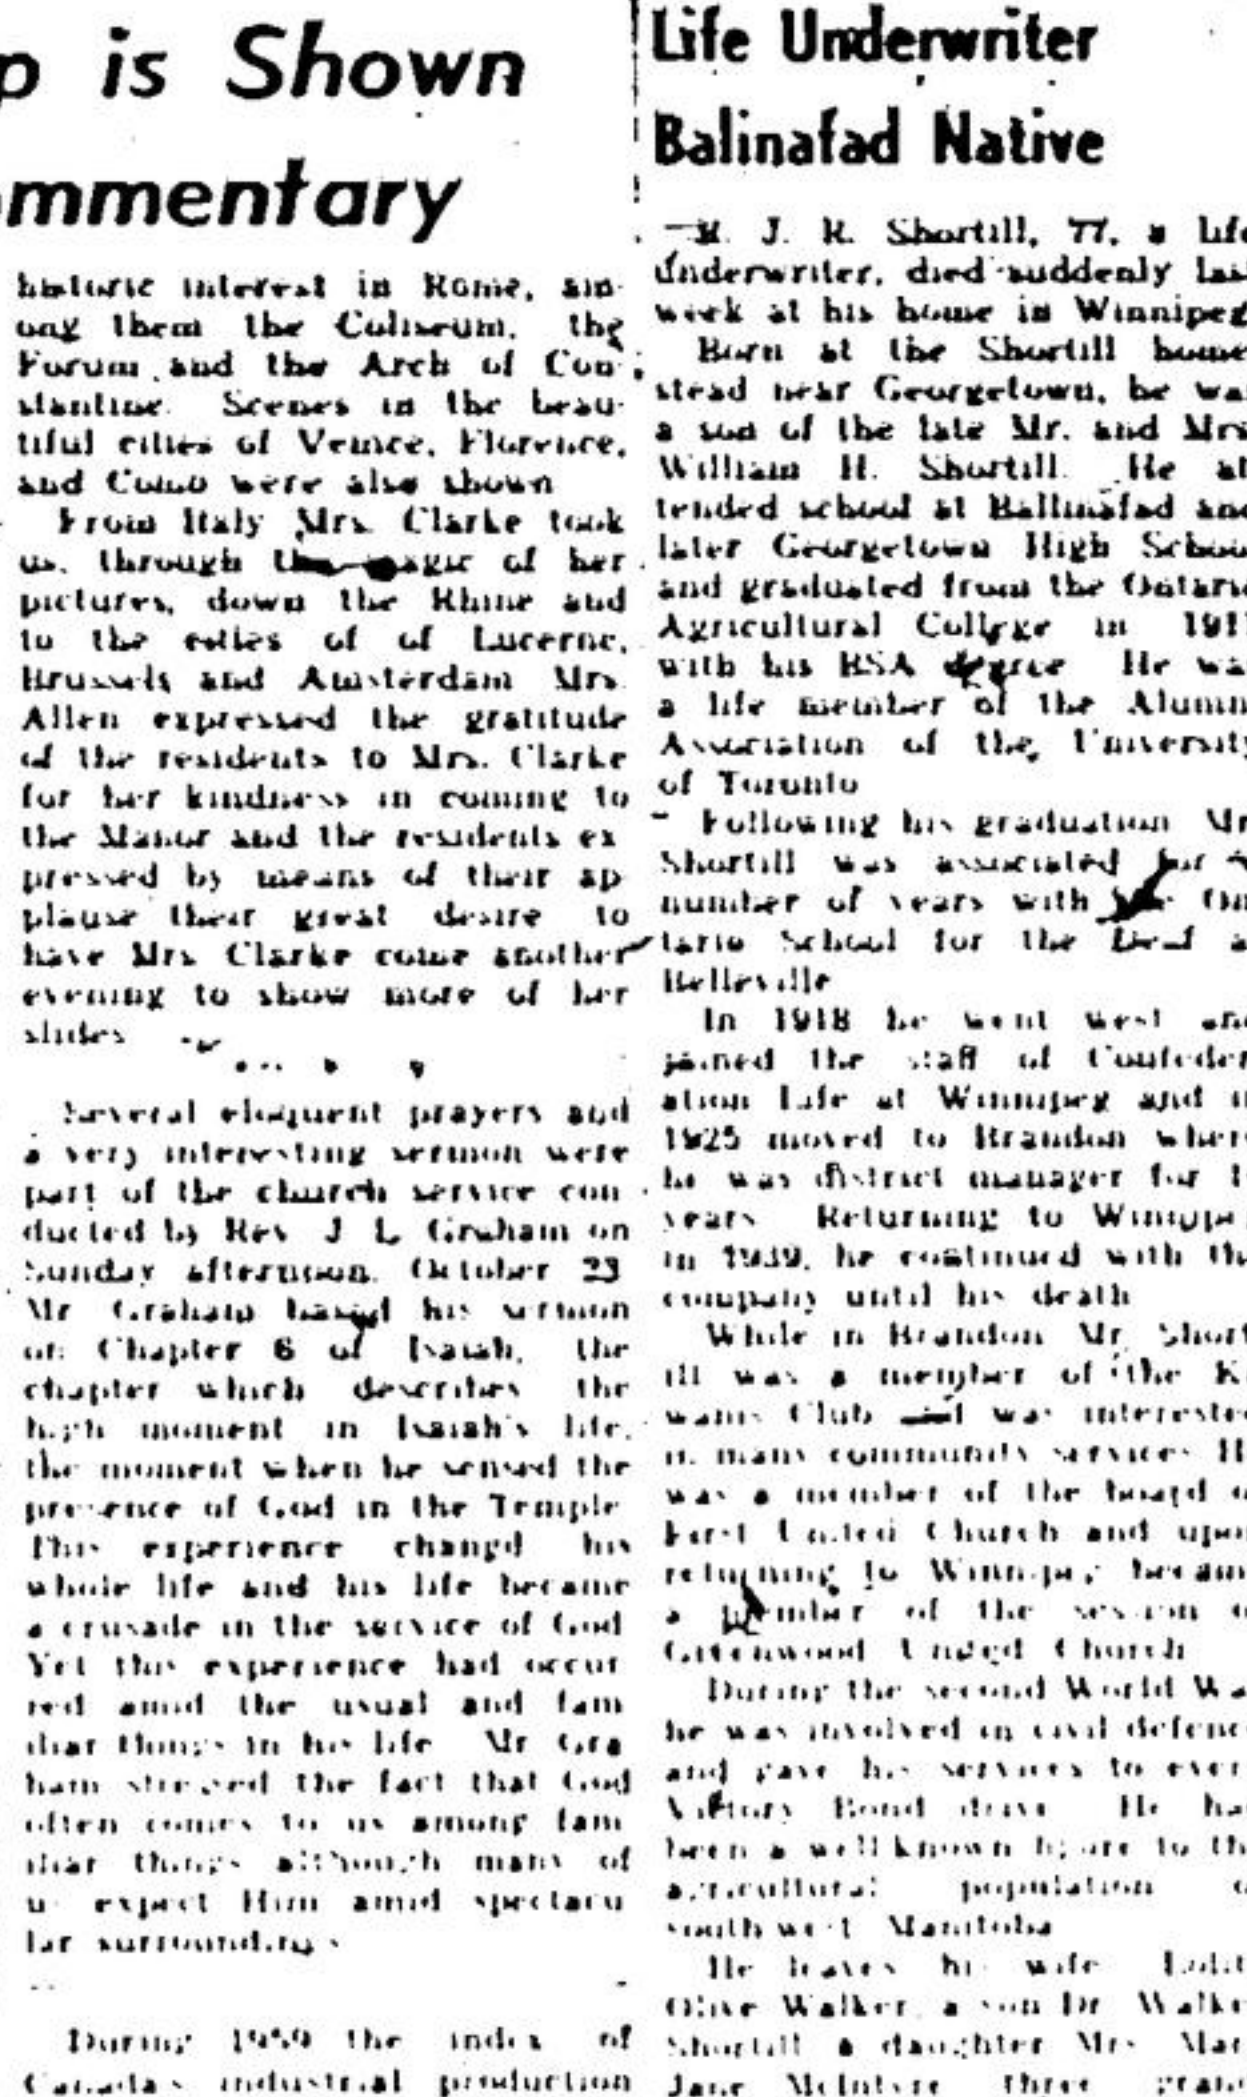 p is Shown
ommentary
historic interest in Rome, am-
ong them the Coliseum, the
Forum and the Arch of Con-
stantine. Scenes in the beau-
tiful cities of Venice, Florence,
and Como were also shown
From Italy Mrs. Clarke took
us, through the magic of her
pictures, down the Rhine and
to the cities of of Lucerne,
Brussels and Amsterdam Mrs.
Allen expressed the gratitude
of the residents to Mrs. Clarke
for her kindness in coming to
the Manor and the residents ex
pressed by means of their ap
plause their great desire to
have Mrs Clarke come another
evening to show more of her
slides
Several eloquent prayers and
a very interesting sermon were
part of the church service con
ducted by Rev J L Graham on
Sunday afternoon, October 23
Mr Graham based his sermon
on Chapter 6 of Isaiah, the
chapter which describes the
high moment in Isaiah's life,
the moment when he sensed the
presence of God in the Temple
This experience changd his
whole life and his life became
a crusade in the service of God
Yet this experience had occur
red amid the usual and fam
iliar things in his life Mr Gra
ham stressed the fact that God
often comes to us among fam
iliar things although many of
us expect Him amid spectacu
lar surroundings
During 1959 the index of
Canada's industrial production
Life Underwriter
Balinafad Native
J. R. Shortill, 77, a Life
Underwriter, died suddenly las
week at his home in Winnipeg
Born at the Shortill home
stead near Georgetown, he wa
a son of the late Mr. and Mrs
William H. Shortill. He at
tended school at Ballinafad and
later Georgetown High Schoo
and graduated from the Ontario
Agricultural College in 191
with his BSA degree He wa
a life member of the Alumn
Association of the University
of Toronto
Following his graduation Mr
Shortill was associated for a
number of years with the On
tario School for the Deaf a
Belleville
In 1918 he went west and
joined the staff of Confeder
ation Life at Winnipeg and i
1925 moved to Brandon where
he was district manager for 1
years Returning to Winnipe
in 1939, he continued with the
company until his death
While in Brandon Mr. Short
ill was a member of the Ki
wanis Club and was intereste
in many community services H
was a member of the board o
First United Church and upon
returning to Winnipeg becam
a member of the session o
Greenwood United Church
During the second World Wa
he was involved in civil defenc
and gave his services to ever
Victory Bond drive He ha
been a well known figure to th
agricultural population o
south west Manitoba
He leaves his wife
Olive Walker, a son Dr Walke
Shortill a daughter Mrs Mar
Jane McIntyre three grand